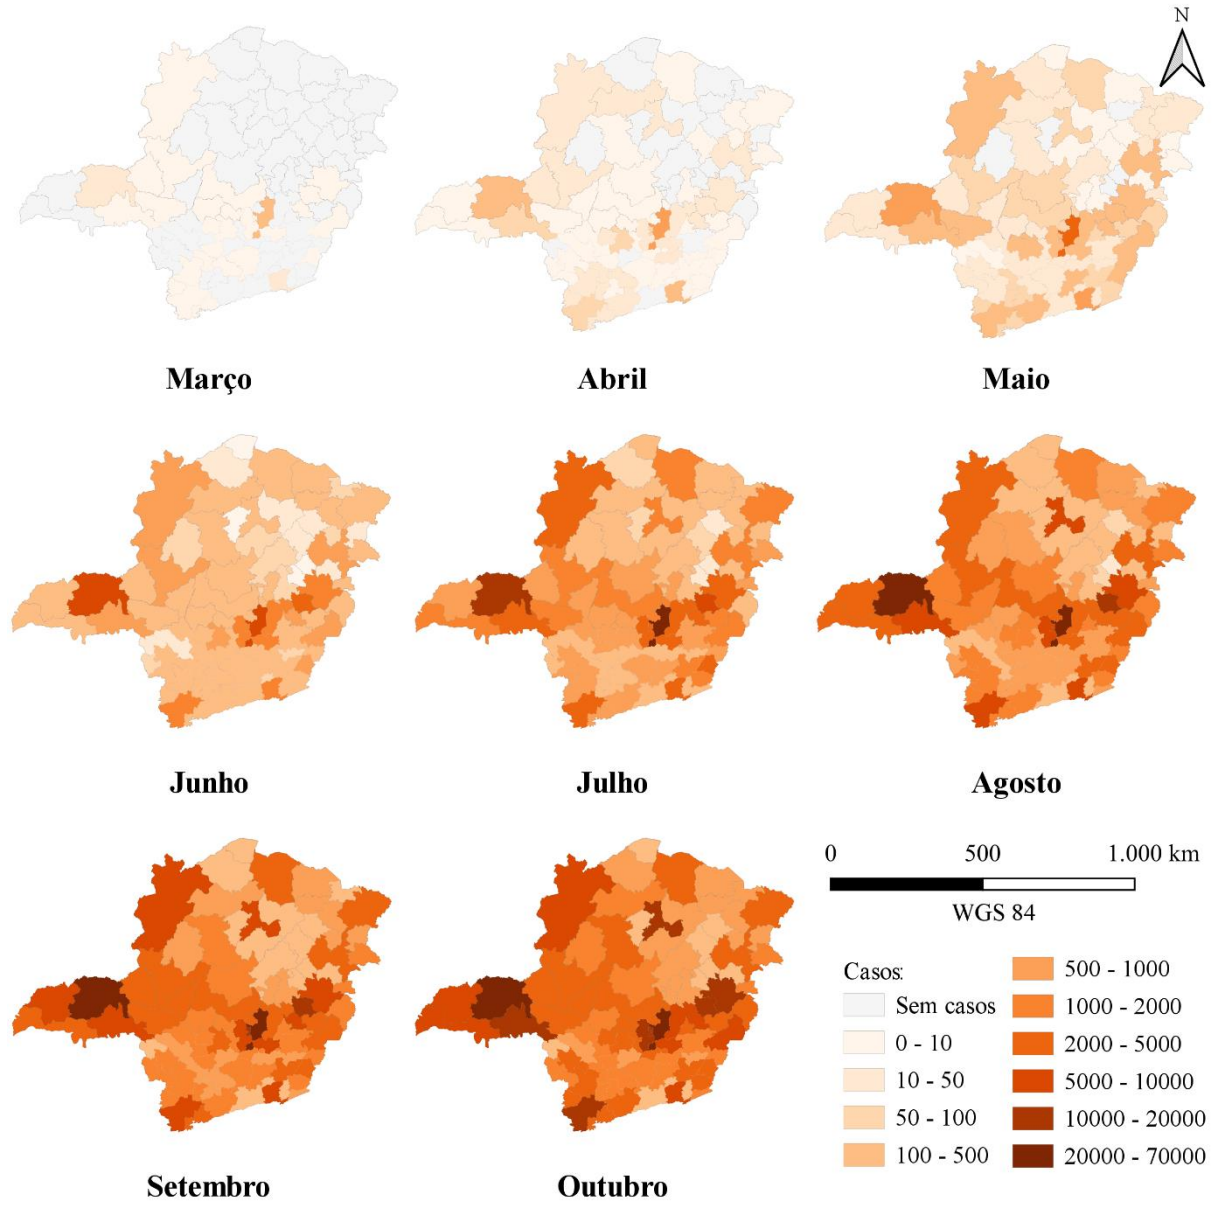 N
Março
Abril
Maio
Junho
Julho
Agosto
0 500 1.000 km
WGS 84
Casos:
Sem casos
0 - 10
10 - 50
50 - 100
100 - 500
500 - 1000
1000 - 2000
2000 - 5000
5000 - 10000
10000 - 20000
20000 - 70000
Setembro
Outubro